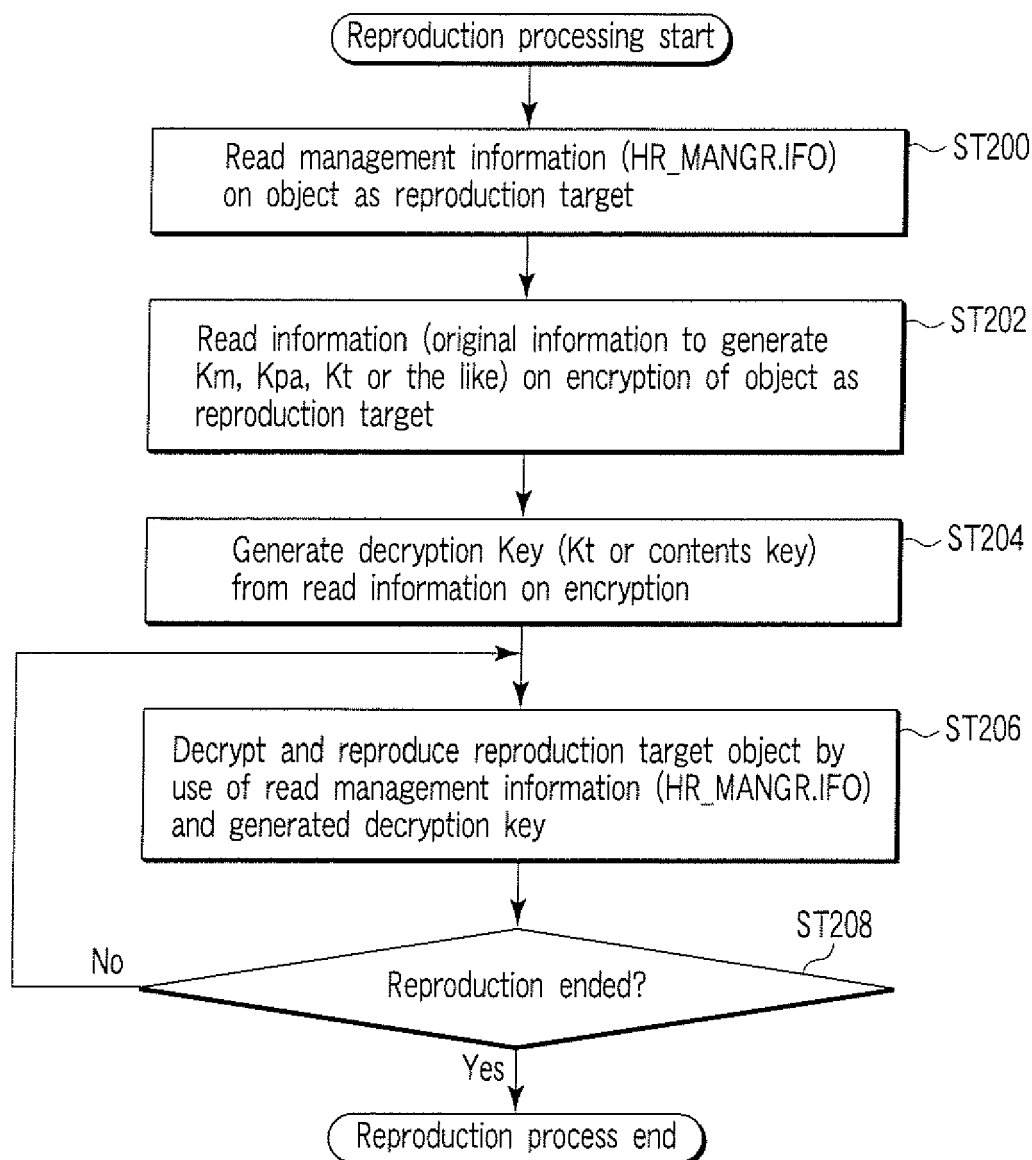 Reproduction processing start
Read management information (HR_MANGR.IFO)
on object as reproduction target
ST200
Read information (original information to generate
Km, Kpa, Kt or the like) on encryption of object as
reproduction target
ST202
Generate decryption Key (Kt or contents key)
from read information on encryption
ST204
Decrypt and reproduce reproduction target object by
use of read management information (HR_MANGR.IFO)
and generated decryption key
ST206
ST208
No
Reproduction ended?
Yes
Reproduction process end